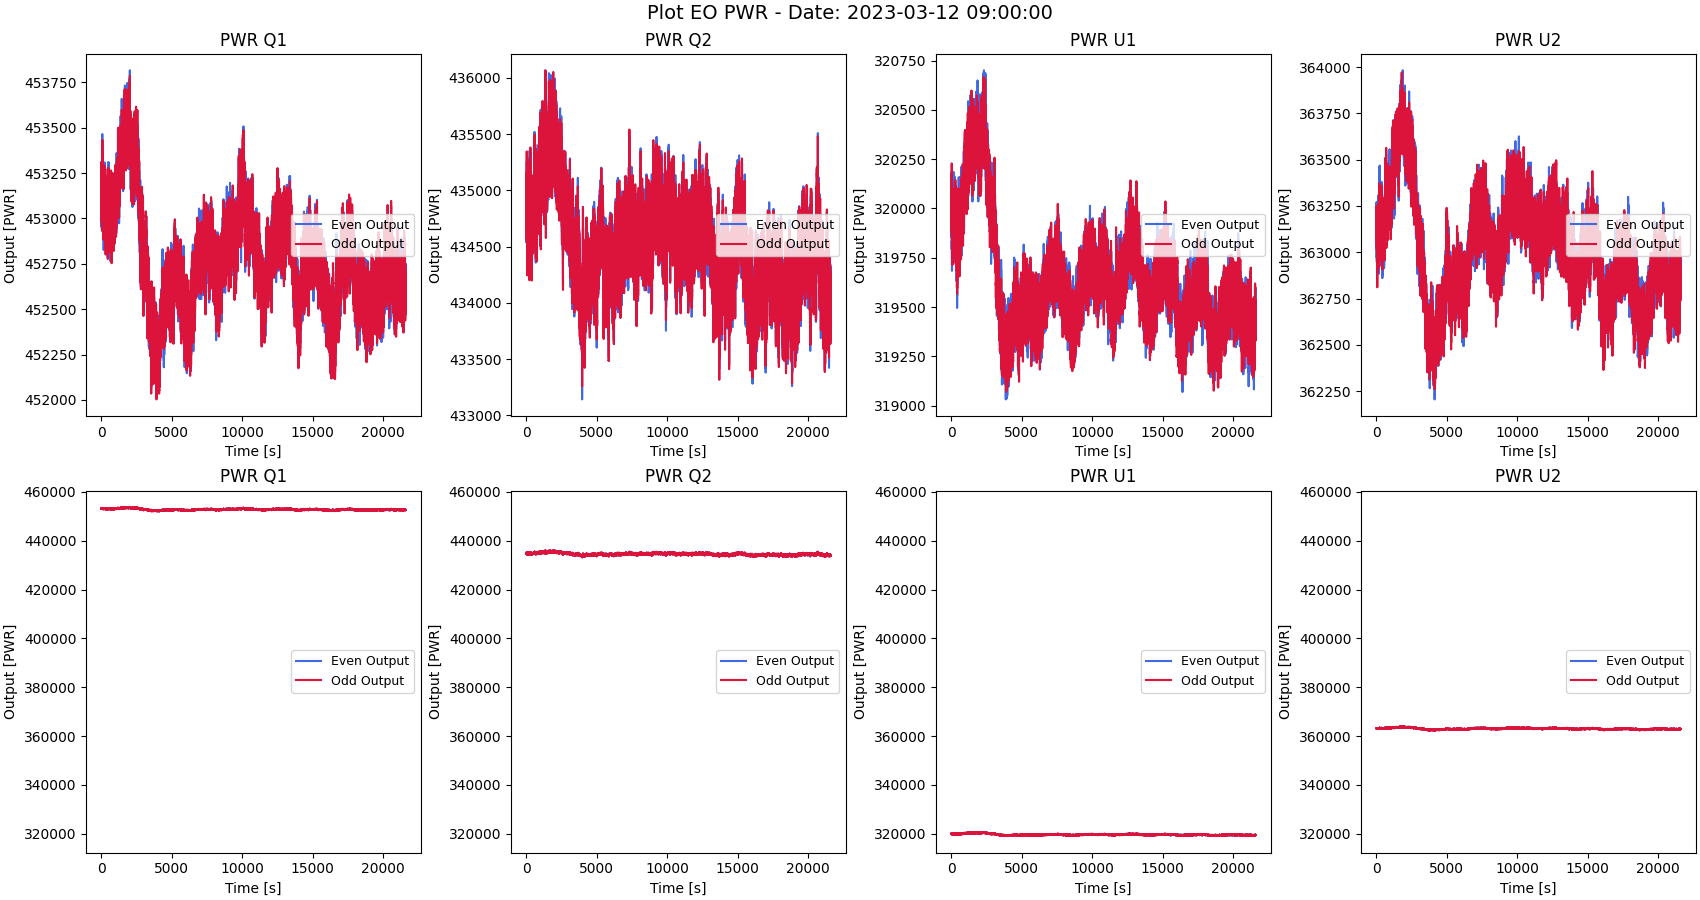 Plot EO PWR - Date: 2023-03-12 09:00:00
PWR Q1
453750
453500
453250
453000
452750
452500
452250
452000
Output [PWR]
Even Output
Odd Output
0 5000 10000 15000 20000
Time [s]
PWR Q2
436000
435500
435000
434500
434000
433500
433000
Output [PWR]
Even Output
Odd Output
0 5000 10000 15000 20000
Time [s]
PWR U1
320750
320500
320250
320000
319750
319500
319250
319000
Output [PWR]
Even Output
Odd Output
0 5000 10000 15000 20000
Time [s]
PWR U2
364000
363750
363500
363250
363000
362750
362500
362250
Output [PWR]
Even Output
Odd Output
0 5000 10000 15000 20000
Time [s]
PWR Q1
460000
440000
420000
400000
380000
360000
340000
320000
Output [PWR]
Even Output
Odd Output
0 5000 10000 15000 20000
Time [s]
PWR Q2
460000
440000
420000
400000
380000
360000
340000
320000
Output [PWR]
Even Output
Odd Output
0 5000 10000 15000 20000
Time [s]
PWR U1
460000
440000
420000
400000
380000
360000
340000
320000
Output [PWR]
Even Output
Odd Output
0 5000 10000 15000 20000
Time [s]
PWR U2
460000
440000
420000
400000
380000
360000
340000
320000
Output [PWR]
Even Output
Odd Output
0 5000 10000 15000 20000
Time [s]